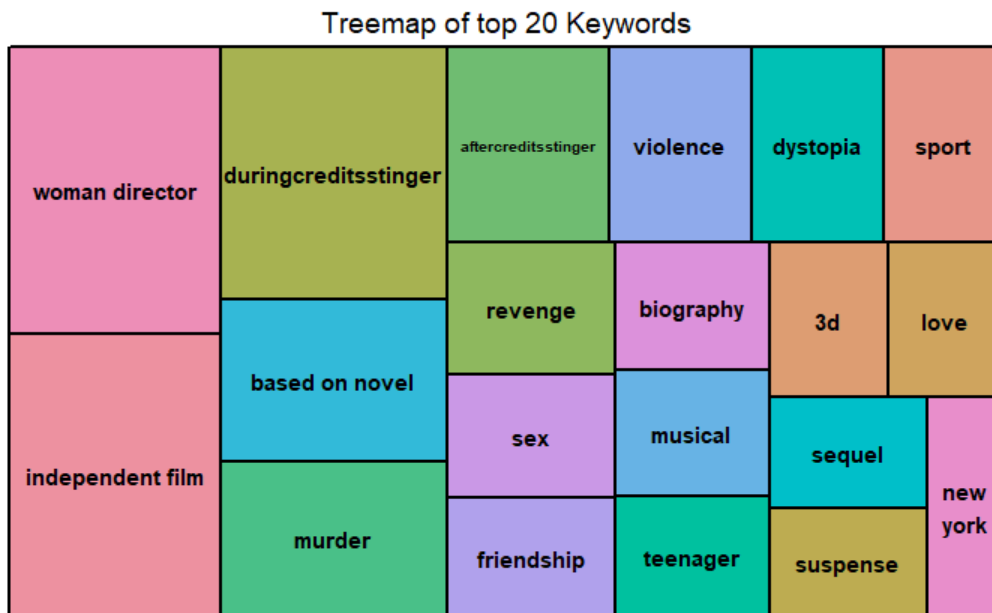 Treemap of top 20 Keywords
woman director
independent film
duringcreditsstinger
based on novel
murder
aftercreditsstinger
violence
dystopia
sport
revenge
biography
3d
love
sex
musical
sequel
new
york
friendship
teenager
suspense